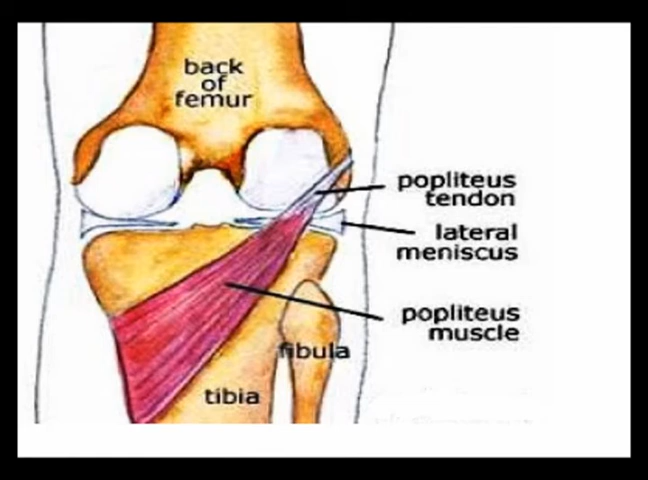 back
of
femur
popliteus
tendon
lateral
meniscus
popliteus
muscle
fibula
tibia